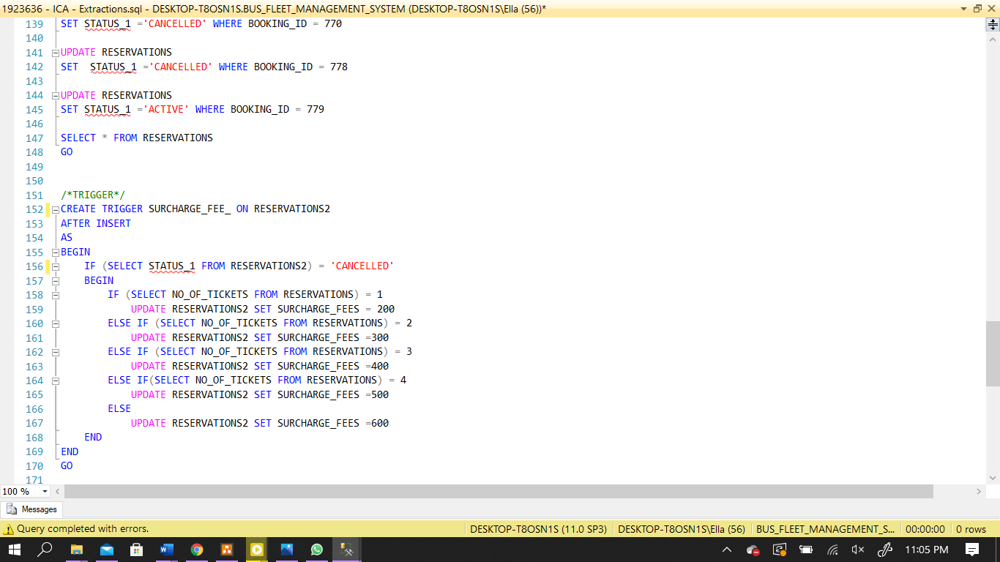 1923636 - ICA - Extractions.sql - DESKTOP-T8OSN1S.BUS_FLEET_MANAGEMENT_SYSTEM (DESKTOP-T8OSN1S\Ella (56))*
139 SET STATUS_1 ='CANCELLED' WHERE BOOKING_ID = 770
140
141 UPDATE RESERVATIONS
142 SET  STATUS_1 ='CANCELLED' WHERE BOOKING_ID = 778
143
144 UPDATE RESERVATIONS
145 SET STATUS_1 ='ACTIVE' WHERE BOOKING_ID = 779
146
147 SELECT * FROM RESERVATIONS
148 GO
149
150
151 /*TRIGGER*/
152 CREATE TRIGGER SURCHARGE_FEE_ ON RESERVATIONS2
153 AFTER INSERT
154 AS
155 BEGIN
156 IF (SELECT STATUS_1 FROM RESERVATIONS2) = 'CANCELLED'
157 BEGIN
158 IF (SELECT NO_OF_TICKETS FROM RESERVATIONS) = 1
159 UPDATE RESERVATIONS2 SET SURCHARGE_FEES = 200
160 ELSE IF (SELECT NO_OF_TICKETS FROM RESERVATIONS) = 2
161 UPDATE RESERVATIONS2 SET SURCHARGE_FEES =300
162 ELSE IF (SELECT NO_OF_TICKETS FROM RESERVATIONS) = 3
163 UPDATE RESERVATIONS2 SET SURCHARGE_FEES =400
164 ELSE IF(SELECT NO_OF_TICKETS FROM RESERVATIONS) = 4
165 UPDATE RESERVATIONS2 SET SURCHARGE_FEES =500
166 ELSE
167 UPDATE RESERVATIONS2 SET SURCHARGE_FEES =600
168 END
169 END
170 GO
171
100 %
Messages
Query completed with errors. DESKTOP-T8OSN1S (11.0 SP3) DESKTOP-T8OSN1S\Ella (56) BUS_FLEET_MANAGEMENT_S... 00:00:00 0 rows
11:05 PM